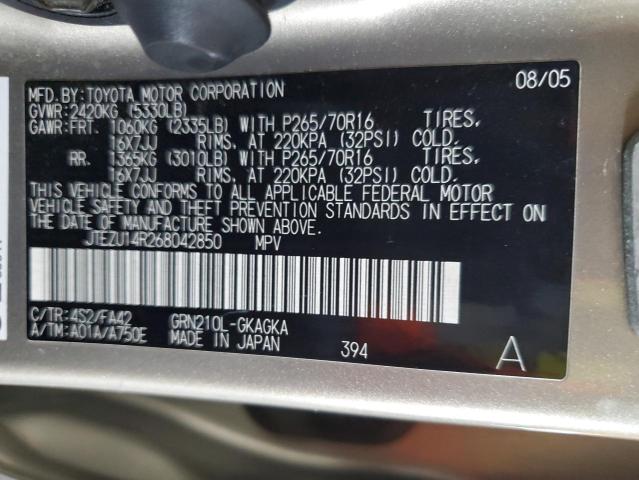 MFD.BY:TOYOTA MOTOR CORPORATION 08/05
GVWR:2420KG (5330LB)
GAWR:FRT. 1060KG (2335LB) WITH P265/70R16 TIRES,
16X7JJ RIMS, AT 220KPA (32PSI) COLD.
RR. 1365KG (3010LB) WITH P265/70R16 TIRES,
16X7JJ RIMS, AT 220KPA (32PSI) COLD.
THIS VEHICLE CONFORMS TO ALL APPLICABLE FEDERAL MOTOR
VEHICLE SAFETY AND THEFT PREVENTION STANDARDS IN EFFECT ON
THE DATE OF MANUFACTURE SHOWN ABOVE.
JTEZU14R268042850 MPV
C/TR:4S2/FA42 GRN210L-GKAGKA
A/TM:A01A/A750E MADE IN JAPAN 394 A